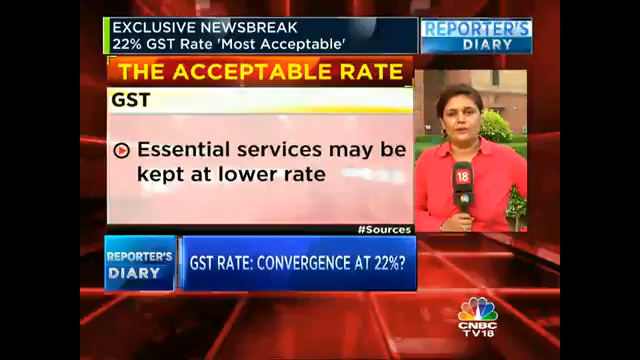 EXCLUSIVE NEWSBREAK
22% GST Rate 'Most Acceptable'
REPORTER'S
DIARY
THE ACCEPTABLE RATE
GST
Essential services may be
kept at lower rate
18
#Sources
REPORTER'S
DIARY
GST RATE: CONVERGENCE AT 22%?
CNBC
TV18